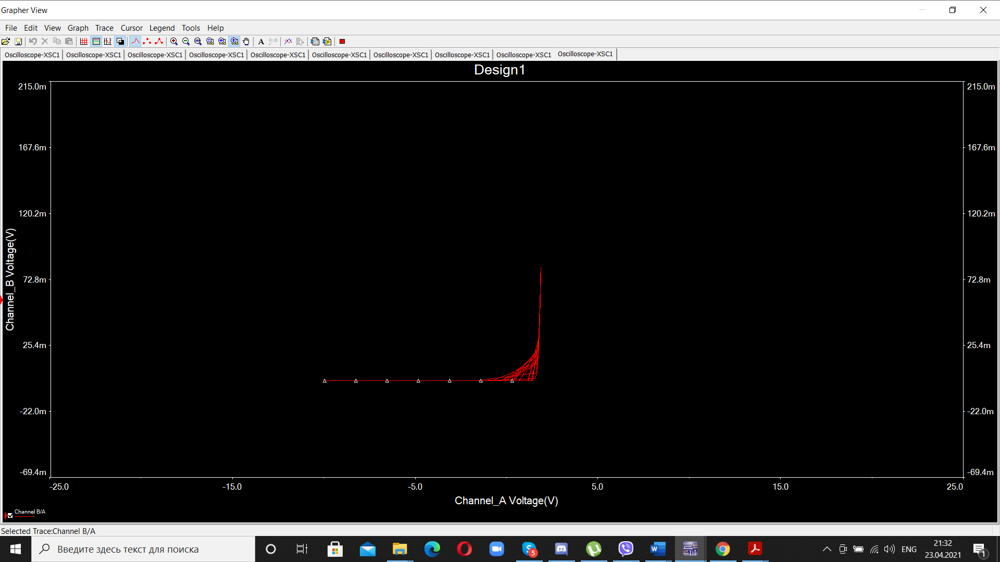 Grapher View
File Edit View Graph Trace Cursor Legend Tools Help
A
Oscilloscope-XSC1 Oscilloscope-XSC1 Oscilloscope-XSC1 Oscilloscope-XSC1 Oscilloscope-XSC1 Oscilloscope-XSC1 Oscilloscope-XSC1 Oscilloscope-XSC1 Oscilloscope-XSC1 Oscilloscope-XSC1
Design1
215.0m 215.0m
167.6m 167.6m
120.2m 120.2m
Channel_B Voltage(V)
72.8m 72.8m
25.4m 25.4m
-22.0m -22.0m
-69.4m -69.4m
-25.0 -15.0 -5.0 5.0 15.0 25.0
Channel_A Voltage(V)
Channel B/A
Selected Trace:Channel B/A
Введите здесь текст для поиска
S 5
W
ENG
21:32
23.04.2021
1